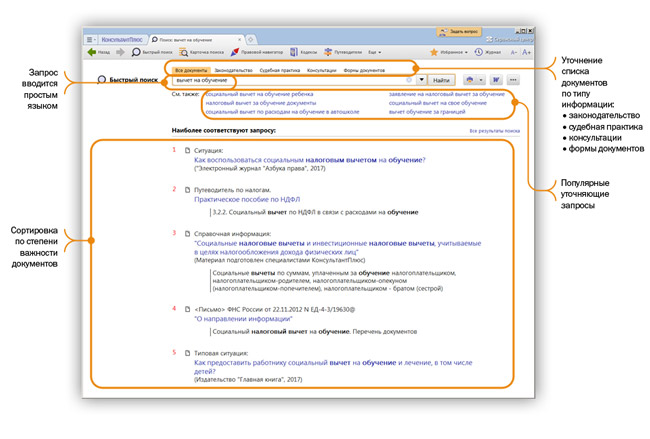 Задать вопрос
КонсультантПлюс
Поиск: вычет на обучение
Сервисный центр
Назад
Быстрый поиск
Карточка поиска
Правовой навигатор
Кодексы
Путеводители
Еще
Избранное
Журнал
А-
А+
Все документы
Законодательство
Судебная практика
Консультации
Формы документов
Быстрый поиск
вычет на обучение
Найти
См. также:
социальный вычет на обучение ребенка
заявление на налоговый вычет за обучение
налоговый вычет за обучение документы
социальный вычет на свое обучение
социальный вычет по расходам на обучение в автошколе
вычет обучение за границей
Наиболее соответствуют запросу:
Все результаты поиска
1 Ситуация:
Как воспользоваться социальным налоговым вычетом на обучение?
("Электронный журнал "Азбука права", 2017)
2 Путеводитель по налогам.
Практическое пособие по НДФЛ
3.2.2. Социальный вычет по НДФЛ в связи с расходами на обучение
3 Справочная информация:
"Социальные налоговые вычеты и инвестиционные налоговые вычеты, учитываемые
в целях налогообложения дохода физических лиц"
(Материал подготовлен специалистами КонсультантПлюс)
Социальные вычеты по суммам, уплаченным за обучение налогоплательщиком,
налогоплательщиком-родителем, налогоплательщиком-опекуном
(налогоплательщиком-попечителем), налогоплательщиком - братом (сестрой)
4 <Письмо> ФНС России от 22.11.2012 N ЕД-4-3/19630@
"О направлении информации"
Социальный налоговый вычет на обучение. Перечень документов
5 Типовая ситуация:
Как предоставить работнику социальный вычет на обучение и лечение, в том числе
детей?
(Издательство "Главная книга", 2017)
Запрос
вводится
простым
языком
Сортировка
по степени
важности
документов
Уточнение
списка
документов
по типу
информации:
• законодательство
• судебная практика
• консультации
• формы документов
Популярные
уточняющие
запросы